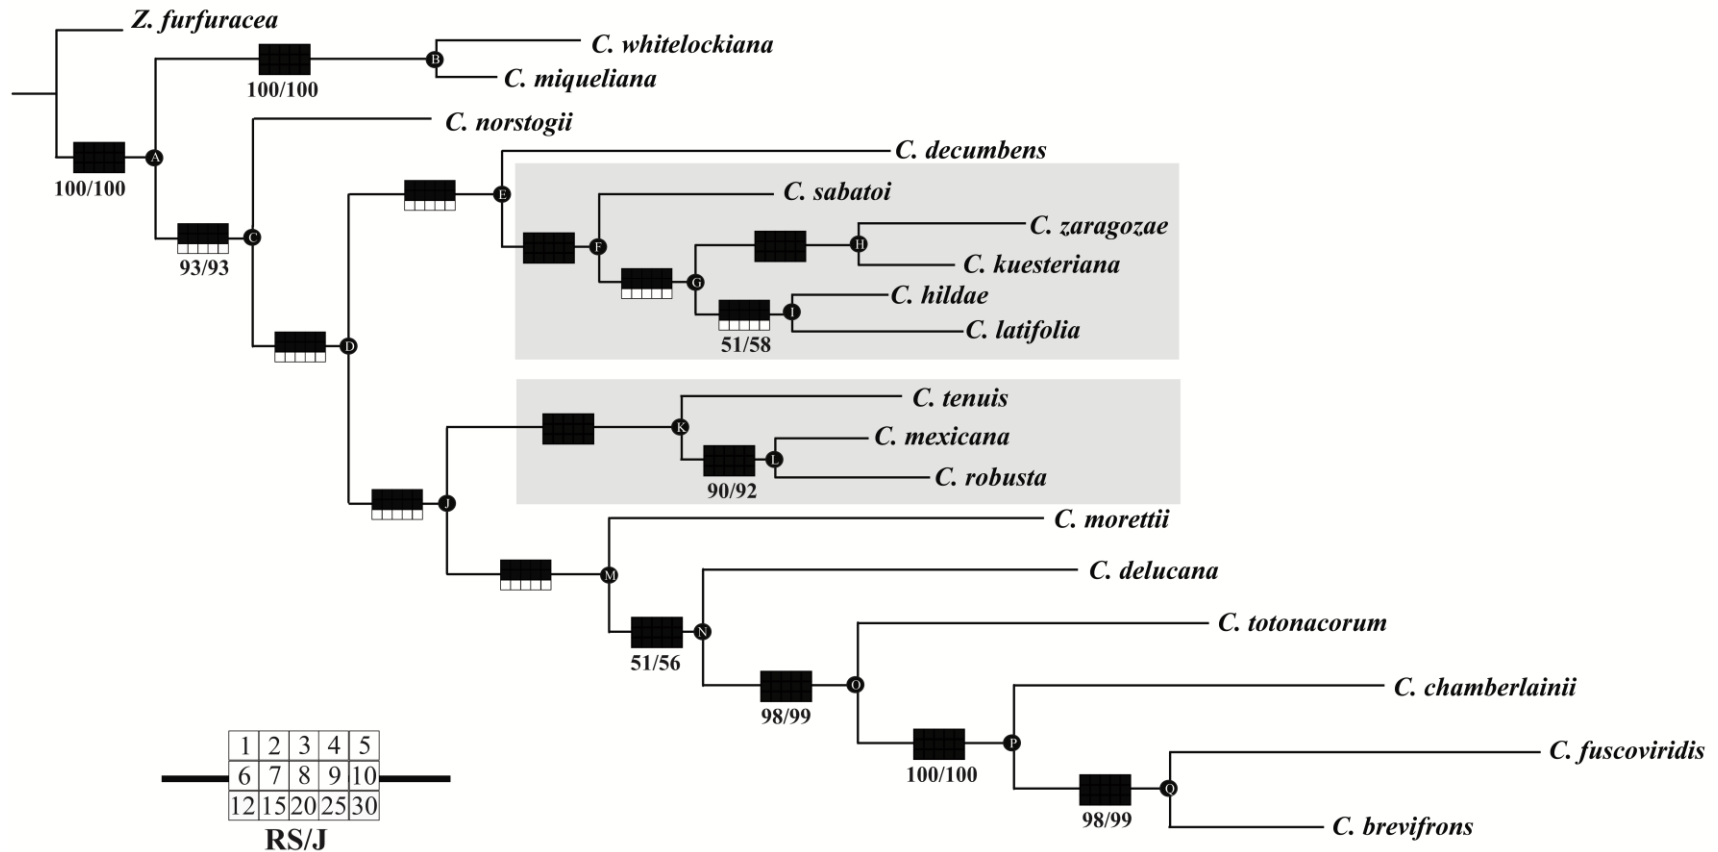 Z. furfuracea
C. whitelockiana
B
C. miqueliana
100/100
C. norstogii
A
100/100
C. decumbens
E
C. sabatoi
C
93/93
F
C. zaragozae
H
C. kuesteriana
G
C. hildae
I
C. latifolia
51/58
D
C. tenuis
K
C. mexicana
L
90/92
C. robusta
J
C. morettii
M
C. delucana
N
51/56
C. totonacorum
O
98/99
C. chamberlainii
P
100/100
C. fuscoviridis
Q
98/99
C. brevifrons
1 2 3 4 5
6 7 8 9 10
12 15 20 25 30
RS/J